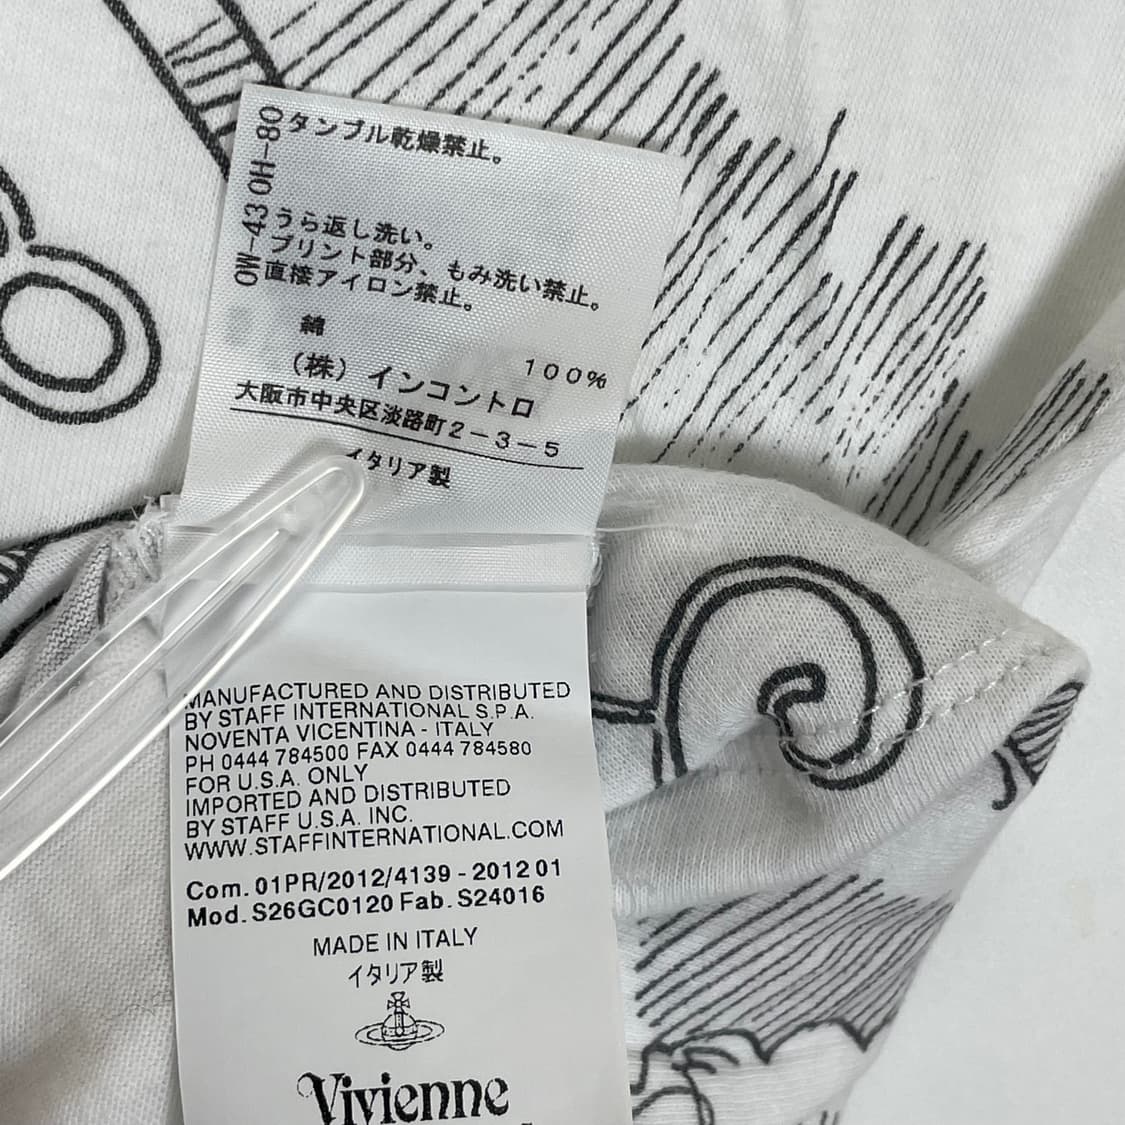 OW-43 OH-80
タンブル乾燥禁止。
うら返し洗い。
プリント部分、もみ洗い禁止。
直接アイロン禁止。
綿
100%
(株)インコントロ
大阪市中央区淡路町2-3-5
イタリア製
MANUFACTURED AND DISTRIBUTED
BY STAFF INTERNATIONAL S.P.A.
NOVENTA VICENTINA - ITALY
PH 0444 784500 FAX 0444 784580
FOR U.S.A. ONLY
IMPORTED AND DISTRIBUTED
BY STAFF U.S.A. INC.
WWW.STAFFINTERNATIONAL.COM
Com. 01PR/2012/4139 - 2012 01
Mod. S26GC0120 Fab. S24016
MADE IN ITALY
イタリア製
Vivienne